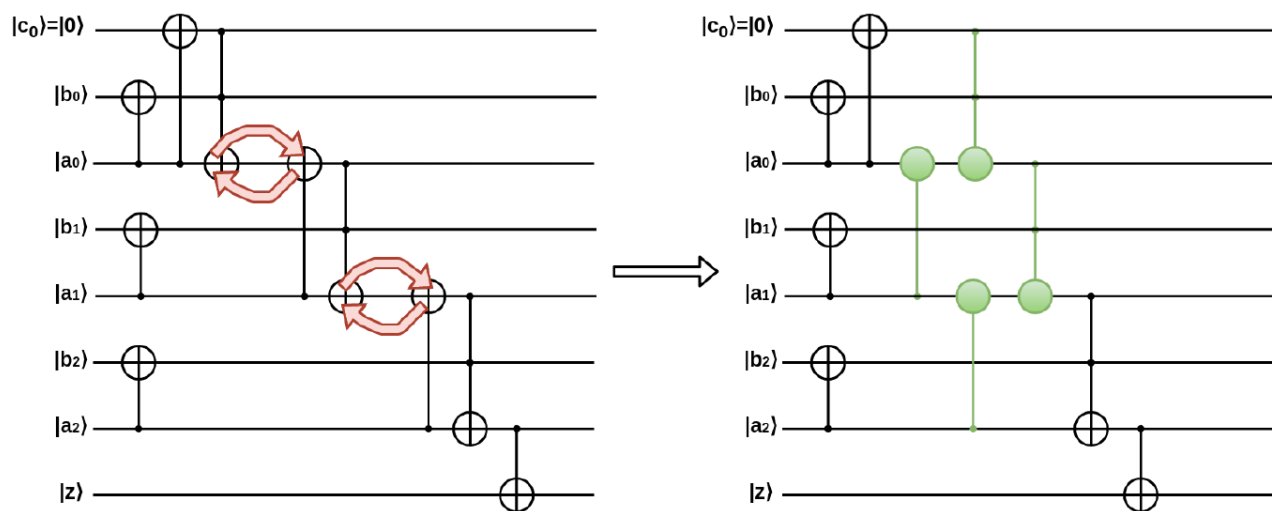 |c₀⟩=|0⟩
|b₀⟩
|a₀⟩
|b₁⟩
|a₁⟩
|b₂⟩
|a₂⟩
|z⟩
|c₀⟩=|0⟩
|b₀⟩
|a₀⟩
|b₁⟩
|a₁⟩
|b₂⟩
|a₂⟩
|z⟩